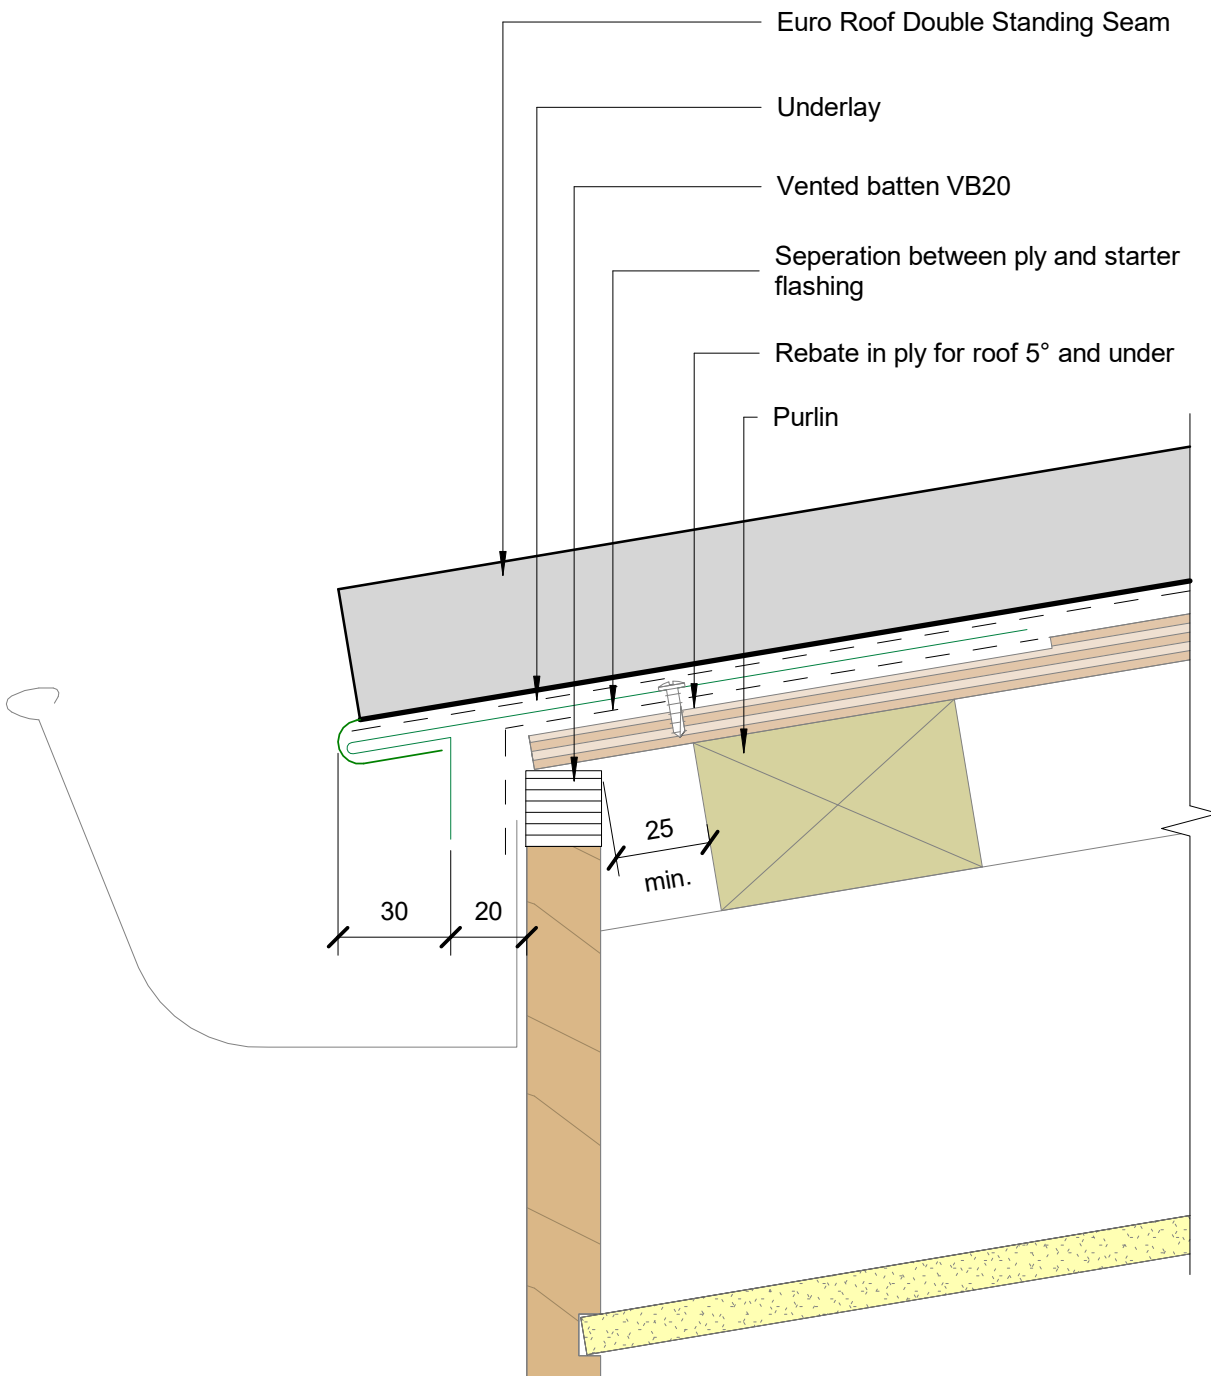 Euro Roof Double Standing Seam
Underlay
Vented batten VB20
Seperation between ply and starter
flashing
Rebate in ply for roof 5° and under
Purlin
25
min.
30
20